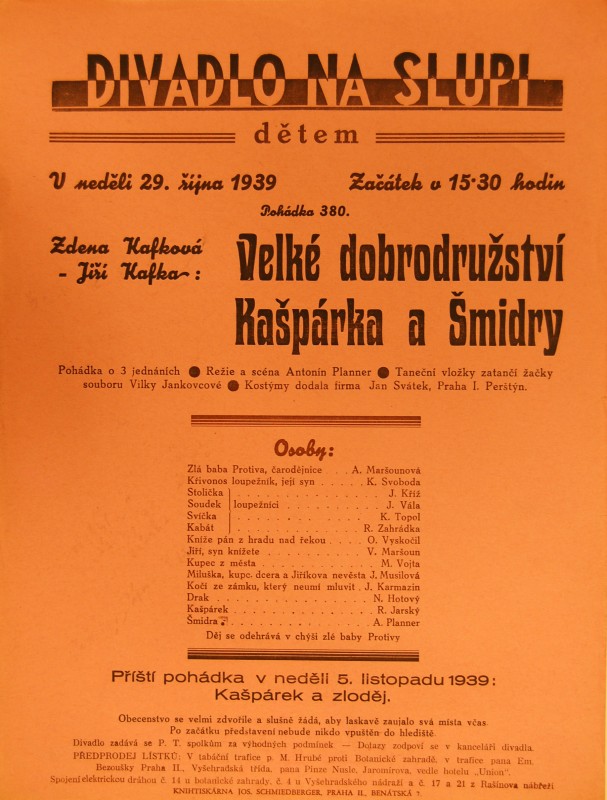 DIVADLO NA SLUPI
dětem
V neděli 29. října 1939 Začátek v 15·30 hodin
Pohádka 380.
Zdena Kafková
- Jiří Kafka:
Velké dobrodružství
Kašpárka a Šmidry
Pohádka o 3 jednáních ● Režie a scéna Antonín Planner ● Taneční vložky zatančí žačky
souboru Vilky Jankovcové ● Kostýmy dodala firma Jan Svátek, Praha I. Perštýn.
Osoby:
Zlá baba Protiva, čarodějnice . . . A. Maršounová
Křivonos loupežník, její syn . . . . . . K. Svoboda
Stolička . . . . . . . . . . . . J. Kříž
Soudek loupežníci . . . . . . . . . . J. Vála
Svíčka . . . . . . . . . . . . K. Topol
Kabát . . . . . . . . . . . R. Zahrádka
Kníže pán z hradu nad řekou . . . . O. Vyskočil
Jiří, syn knížete . . . . . . . . . V. Maršoun
Kupec z města . . . . . . . . . . . M. Vojta
Miluška, kupc. dcera a Jiříkova nevěsta J. Musilová
Kočí ze zámku, který neumí mluvit . J. Karmazin
Drak . . . . . . . . . . . . . . N. Hotový
Kašpárek . . . . . . . . . . . . R. Jarský
Šmidra . . . . . . . . . . . . . A. Planner
Děj se odehrává v chýši zlé baby Protivy
Příští pohádka v neděli 5. listopadu 1939:
Kašpárek a zloděj.
Obecenstvo se velmi zdvořile a slušně žádá, aby laskavě zaujalo svá místa včas.
Po začátku představení nebude nikdo vpuštěn do hlediště.
Divadlo zadává se P. T. spolkům za výhodných podmínek — Dotazy zodpoví se v kanceláři divadla.
PŘEDPRODEJ LÍSTKŮ: V tabáční trafice p. M. Hrubé proti Botanické zahradě, v trafice pana Em.
Bezoušky Praha II., Vyšehradská třída, pana Pinze Nusle, Jaromírova, vedle hotelu „Union".
Spojení elektrickou dráhou č. 14 u botanické zahrady, č. 4 u Vyšehradského nádraží a č. 17 a 21 z Rašínova nábřeží
KNIHTISKÁRNA JOS. SCHMIEDBERGER, PRAHA II., BENÁTSKÁ